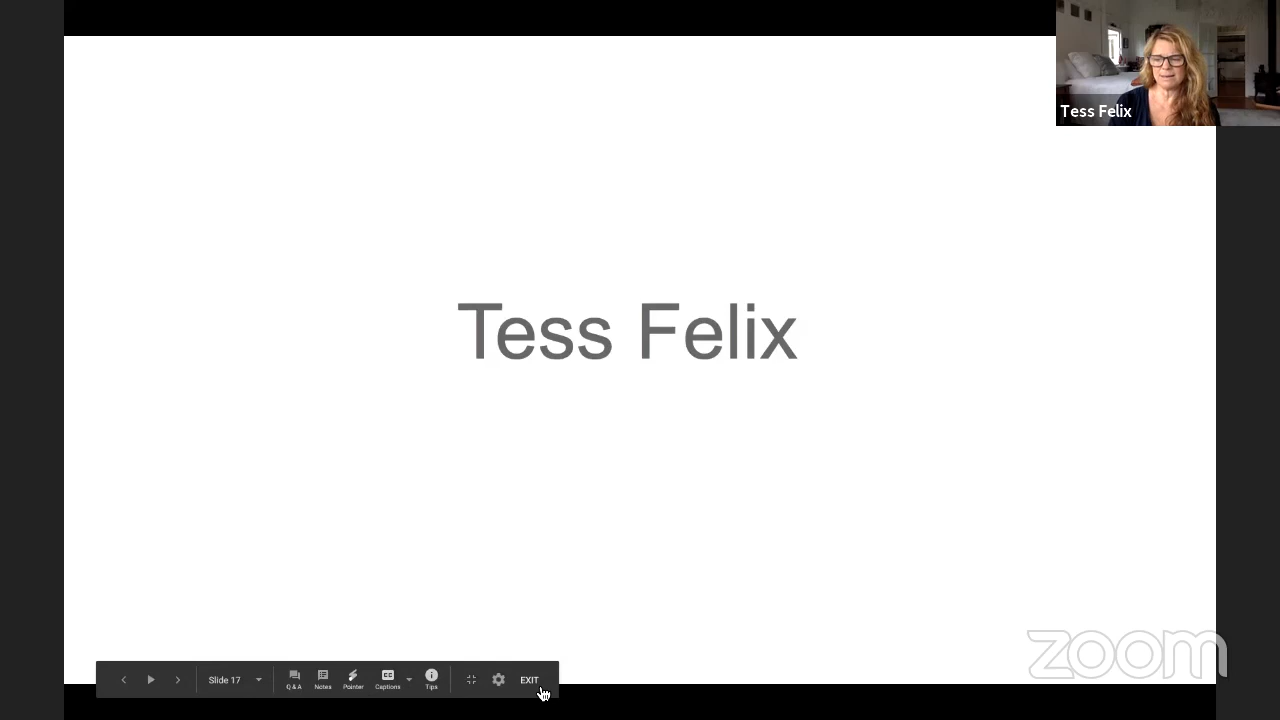 Tess Felix
Tess Felix
Slide 17
Q & A
Notes
Pointer
Captions
Tips
EXIT
zoom